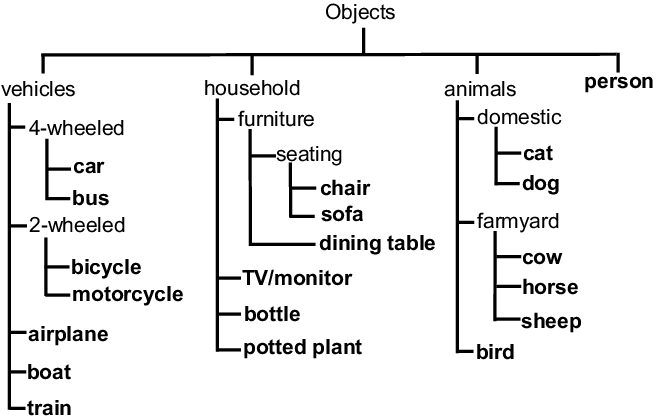 Objects
vehicles
4-wheeled
car
bus
2-wheeled
bicycle
motorcycle
airplane
boat
train
household
furniture
seating
chair
sofa
dining table
TV/monitor
bottle
potted plant
animals
domestic
cat
dog
farmyard
cow
horse
sheep
bird
person